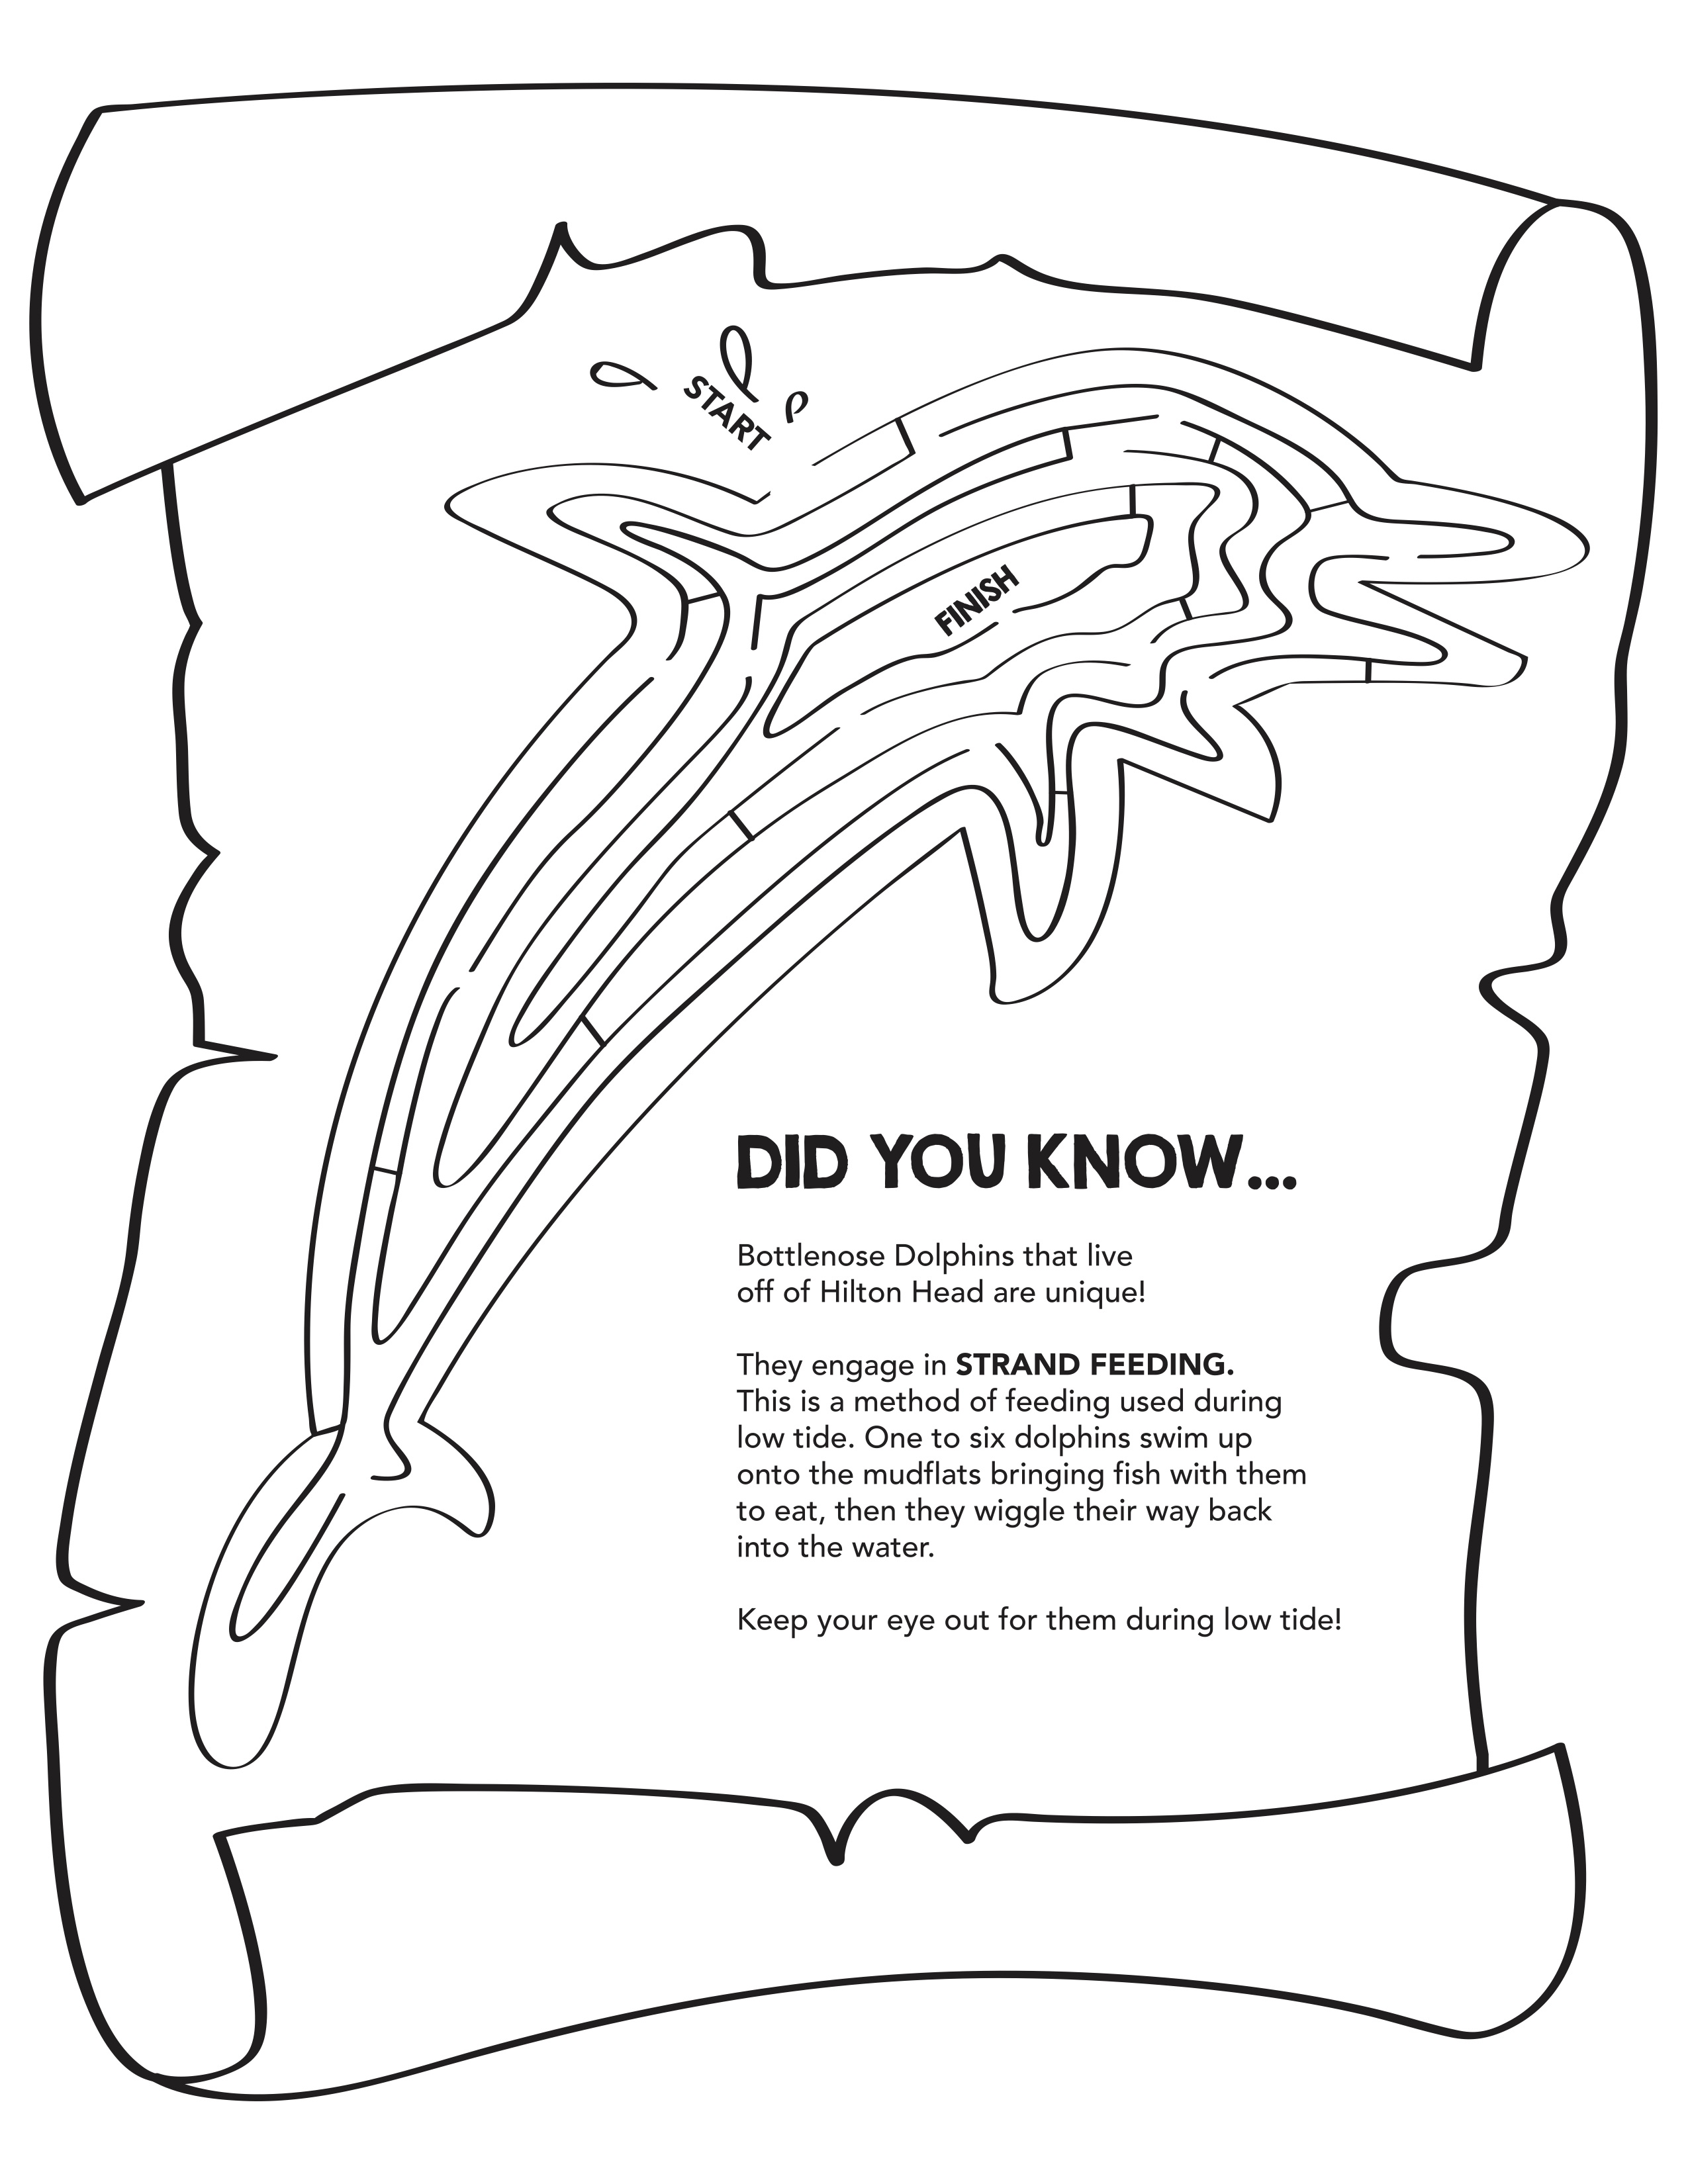 START
FINISH
DID YOU KNOW...
Bottlenose Dolphins that live
off of Hilton Head are unique!
They engage in STRAND FEEDING.
This is a method of feeding used during
low tide. One to six dolphins swim up
onto the mudflats bringing fish with them
to eat, then they wiggle their way back
into the water.
Keep your eye out for them during low tide!